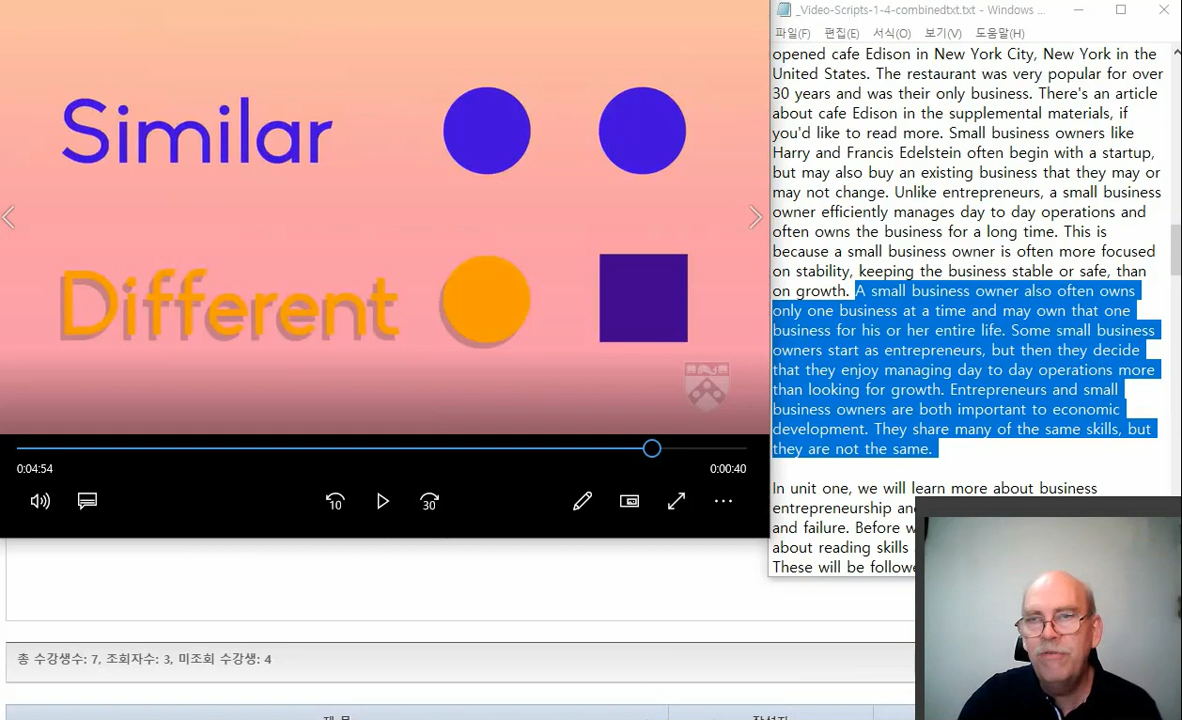 Similar
Different
0:04:54
0:00:40
10
30
_Video-Scripts-1-4-combinedtxt.txt - Windows ...
파일(F) 편집(E) 서식(O) 보기(V) 도움말(H)
opened cafe Edison in New York City, New York in the
United States. The restaurant was very popular for over
30 years and was their only business. There's an article
about cafe Edison in the supplemental materials, if
you'd like to read more. Small business owners like
Harry and Francis Edelstein often begin with a startup,
but may also buy an existing business that they may or
may not change. Unlike entrepreneurs, a small business
owner efficiently manages day to day operations and
often owns the business for a long time. This is
because a small business owner is often more focused
on stability, keeping the business stable or safe, than
on growth. A small business owner also often owns
only one business at a time and may own that one
business for his or her entire life. Some small business
owners start as entrepreneurs, but then they decide
that they enjoy managing day to day operations more
than looking for growth. Entrepreneurs and small
business owners are both important to economic
development. They share many of the same skills, but
they are not the same.
In unit one, we will learn more about business
entrepreneurship
and failure. Before
about reading skills
These will be
총 수강생수: 7, 조회자수: 3, 미조회 수강생: 4